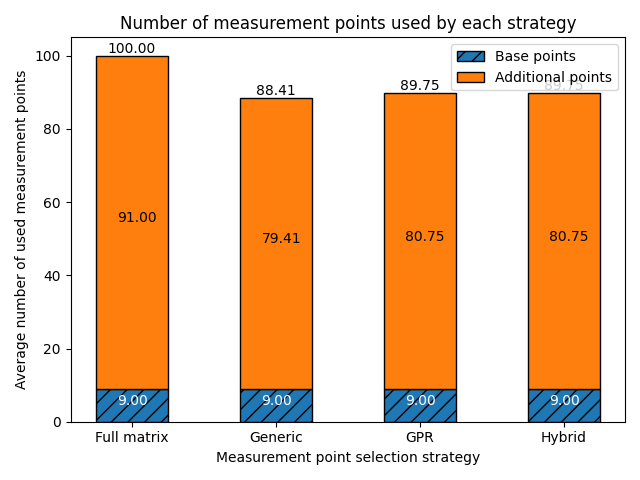 Number of measurement points used by each strategy
Base points
Additional points
100.00
88.41
89.75
89.75
91.00
79.41
80.75
80.75
9.00
9.00
9.00
9.00
100
80
60
40
20
0
Average number of used measurement points
Full matrix
Generic
GPR
Hybrid
Measurement point selection strategy